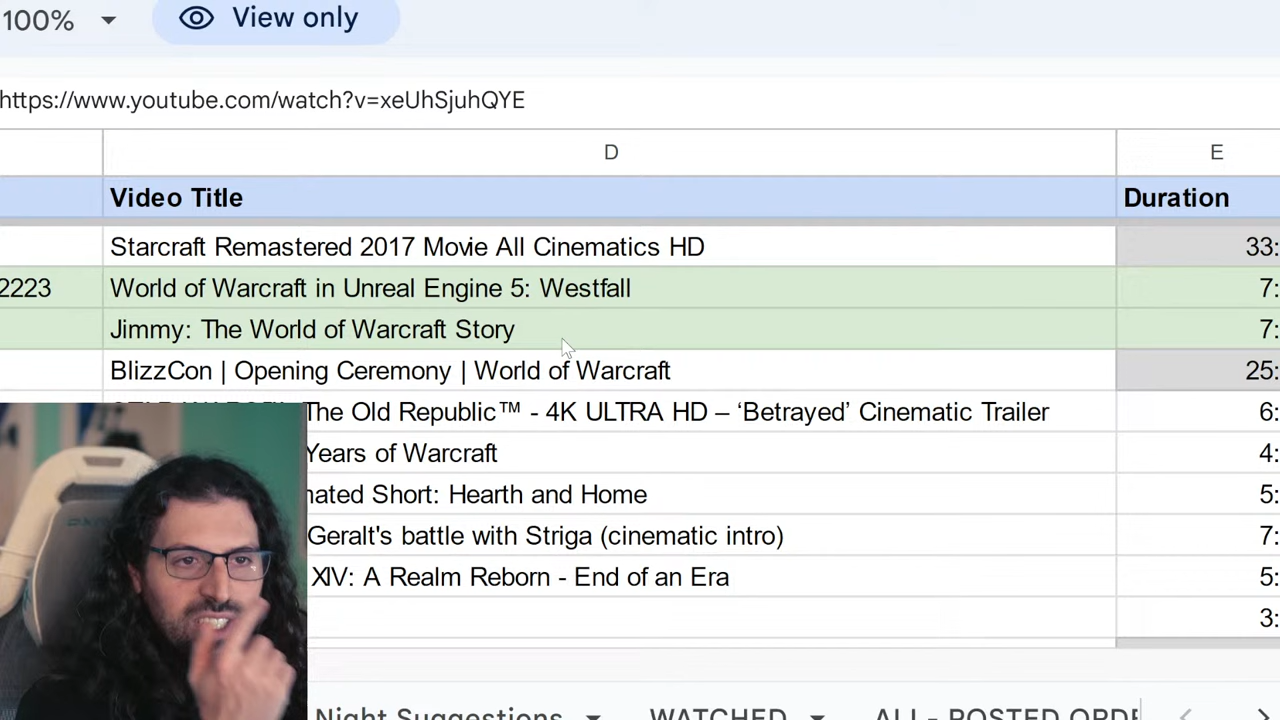 100%
View only
https://www.youtube.com/watch?v=xeUhSjuhQYE
D
E
Video Title
Duration
Starcraft Remastered 2017 Movie All Cinematics HD
33:
2223
World of Warcraft in Unreal Engine 5: Westfall
7:
Jimmy: The World of Warcraft Story
7:
BlizzCon | Opening Ceremony | World of Warcraft
25:
The Old Republic™ - 4K ULTRA HD – ‘Betrayed’ Cinematic Trailer
6:
Years of Warcraft
4:
Short: Hearth and Home
5:
Geralt's battle with Striga (cinematic intro)
7:
XIV: A Realm Reborn - End of an Era
5:
3:
Night Suggestions
WATCHED
ALL - POSTED ORDE